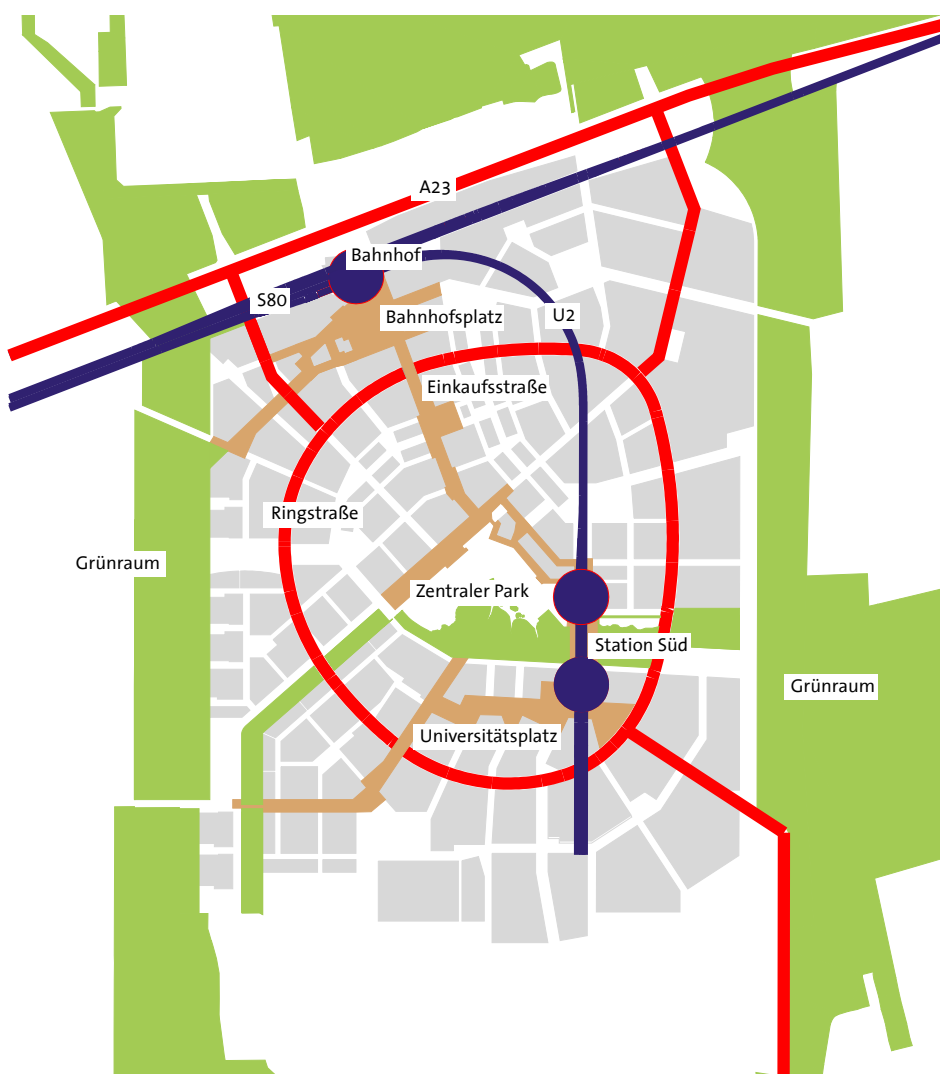 A23
Bahnhof
S80
Bahnhofsplatz
U2
Einkaufsstraße
Ringstraße
Grünraum
Zentraler Park
Station Süd
Grünraum
Universitätsplatz